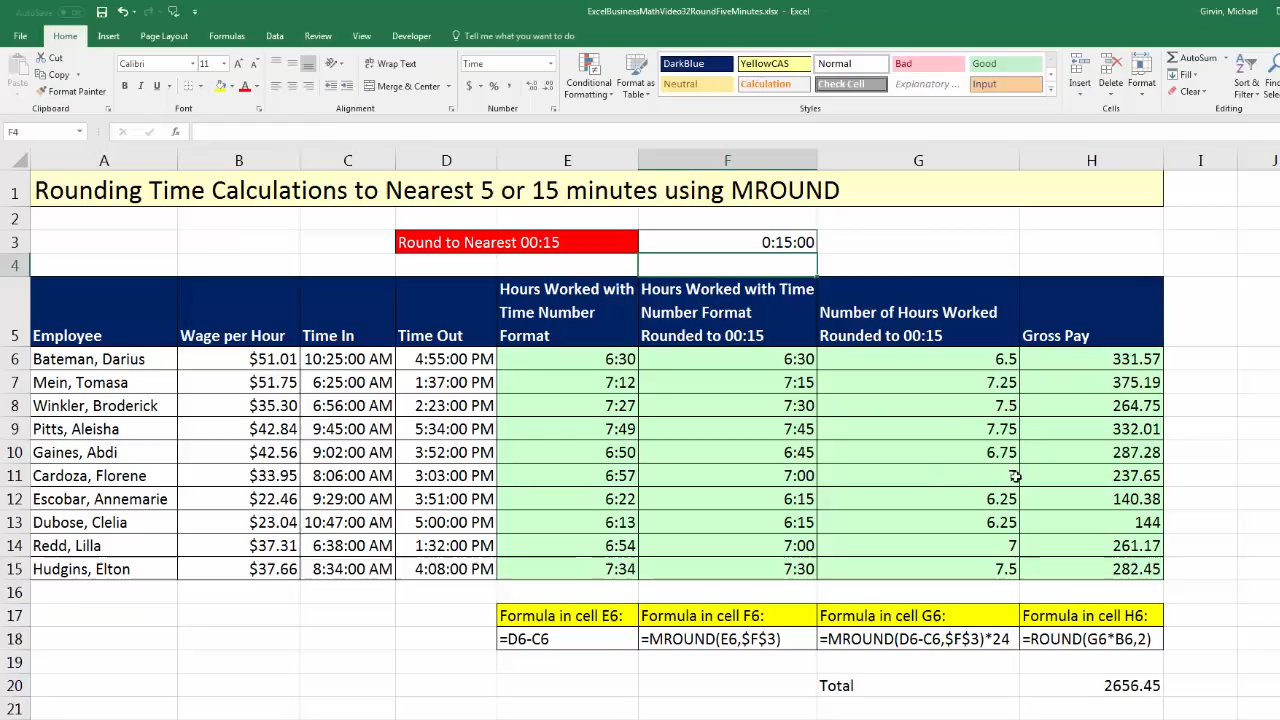 AutoSave
ExcelBusinessMathVideo32RoundFiveMinutes.xlsx - Excel
Girvin, Michael
File Home Insert Page Layout Formulas Data Review View Developer Tell me what you want to do
Paste
Cut
Copy
Format Painter
Clipboard
Calibri 11
B I U
Font
Wrap Text
Merge & Center
Alignment
Time
$ % ,
Number
Conditional Formatting
Format as Table
DarkBlue YellowCAS Normal Bad Good
Neutral Calculation Check Cell Explanatory ... Input
Styles
Insert Delete Format
Cells
AutoSum
Fill
Clear
Sort &
Filter
Editing
F4 fx
A B C D E F G H I J
1 Rounding Time Calculations to Nearest 5 or 15 minutes using MROUND
2
3 Round to Nearest 00:15 0:15:00
4
5 Employee Wage per Hour Time In Time Out Hours Worked with Time Number Format Hours Worked with Time Number Format Rounded to 00:15 Number of Hours Worked Rounded to 00:15 Gross Pay
6 Bateman, Darius $51.01 10:25:00 AM 4:55:00 PM 6:30 6:30 6.5 331.57
7 Mein, Tomasa $51.75 6:25:00 AM 1:37:00 PM 7:12 7:15 7.25 375.19
8 Winkler, Broderick $35.30 6:56:00 AM 2:23:00 PM 7:27 7:30 7.5 264.75
9 Pitts, Aleisha $42.84 9:45:00 AM 5:34:00 PM 7:49 7:45 7.75 332.01
10 Gaines, Abdi $42.56 9:02:00 AM 3:52:00 PM 6:50 6:45 6.75 287.28
11 Cardoza, Florene $33.95 8:06:00 AM 3:03:00 PM 6:57 7:00 237.65
12 Escobar, Annemarie $22.46 9:29:00 AM 3:51:00 PM 6:22 6:15 6.25 140.38
13 Dubose, Clelia $23.04 10:47:00 AM 5:00:00 PM 6:13 6:15 6.25 144
14 Redd, Lilla $37.31 6:38:00 AM 1:32:00 PM 6:54 7:00 7 261.17
15 Hudgins, Elton $37.66 8:34:00 AM 4:08:00 PM 7:34 7:30 7.5 282.45
16
17 Formula in cell E6: Formula in cell F6: Formula in cell G6: Formula in cell H6:
18 =D6-C6 =MROUND(E6,$F$3) =MROUND(D6-C6,$F$3)*24 =ROUND(G6*B6,2)
19
20 Total 2656.45
21